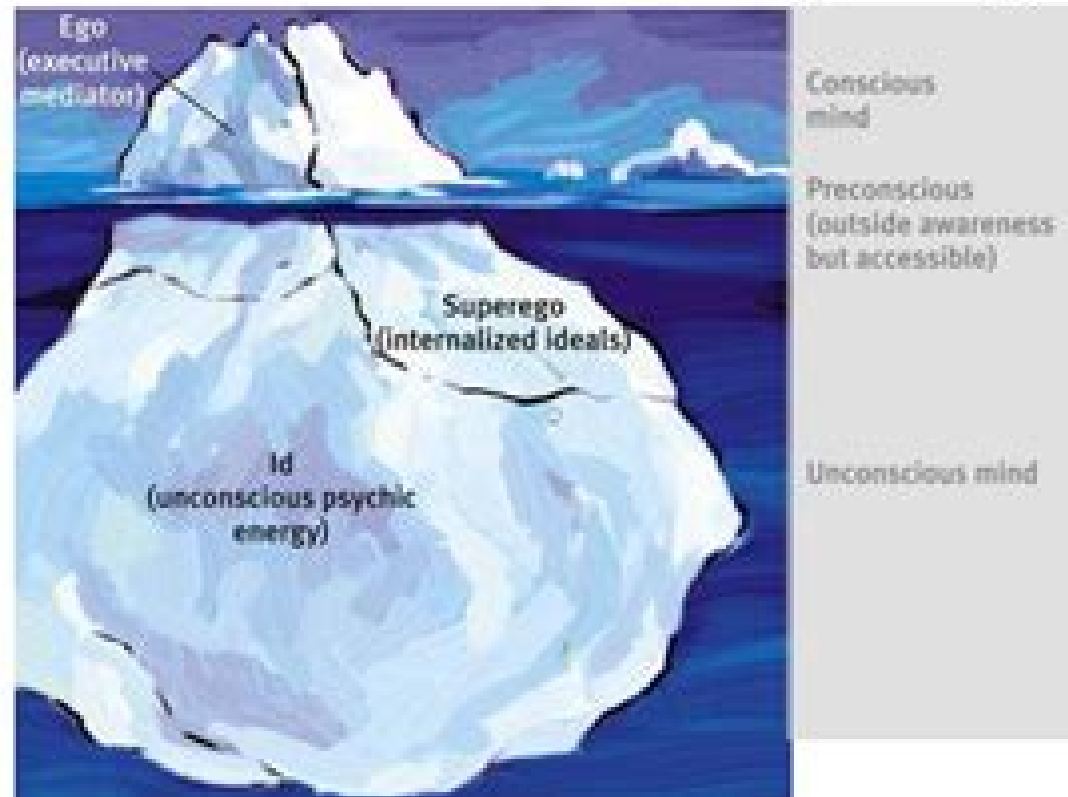 Ego
(executive
mediator)
Conscious
mind
Preconscious
(outside awareness
but accessible)
Superego
(internalized ideals)
Id
(unconscious psychic
energy)
Unconscious mind